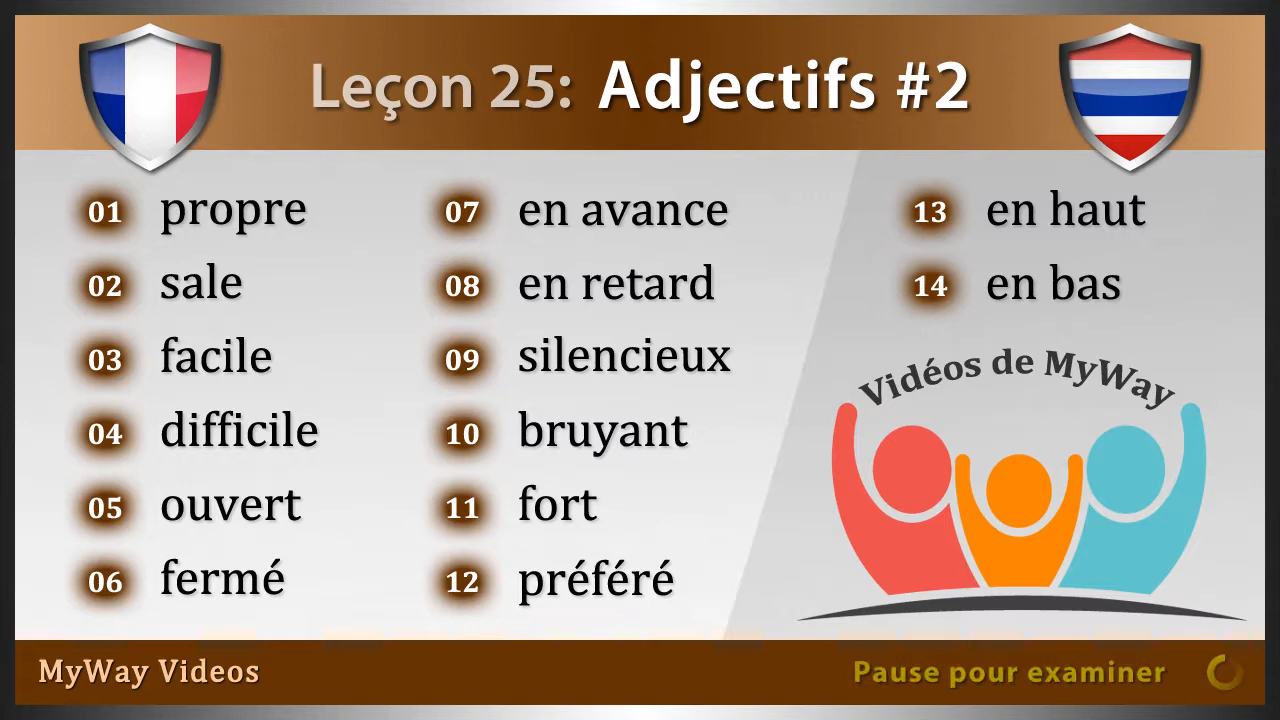 Leçon 25: Adjectifs #2
01 propre
02 sale
03 facile
04 difficile
05 ouvert
06 fermé
07 en avance
08 en retard
09 silencieux
10 bruyant
11 fort
12 préféré
13 en haut
14 en bas
Vidéos de MyWay
MyWay Videos
Pause pour examiner